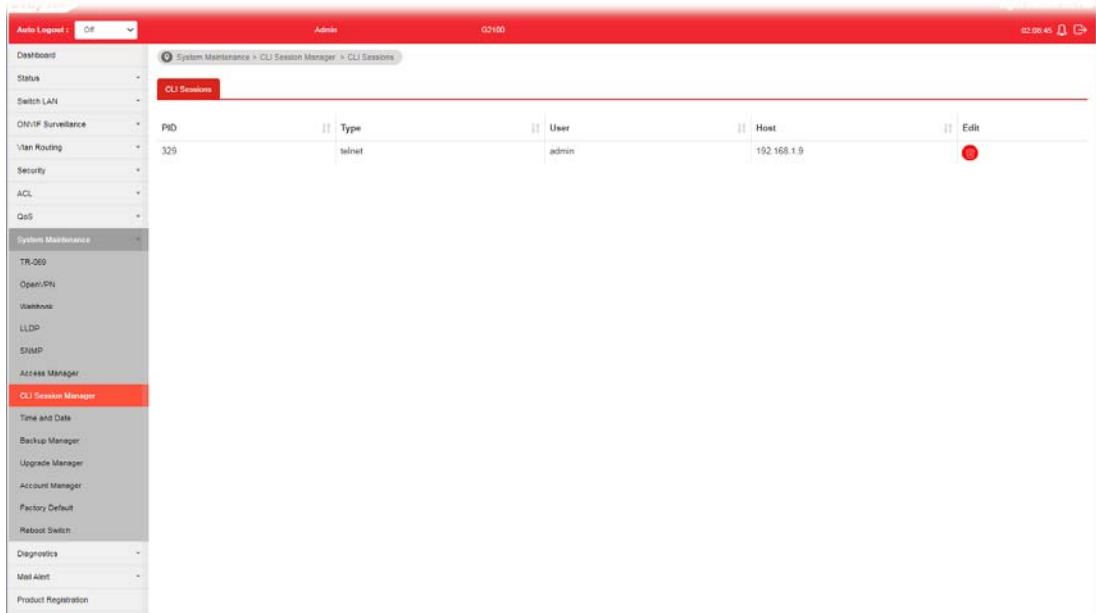 Auto Logout : Off Admin G2100 02:08:45
Dashboard
Status
Switch LAN
ONVIF Surveillance
Vlan Routing
Security
ACL
QoS
System Maintenance
TR-069
OpenVPN
Webhook
LLDP
SNMP
Access Manager
CLI Session Manager
Time and Date
Backup Manager
Upgrade Manager
Account Manager
Factory Default
Reboot Switch
Diagnostics
Mail Alert
Product Registration
System Maintenance > CLI Session Manager > CLI Sessions
CLI Sessions
PID Type User Host Edit
329 telnet admin 192.168.1.9